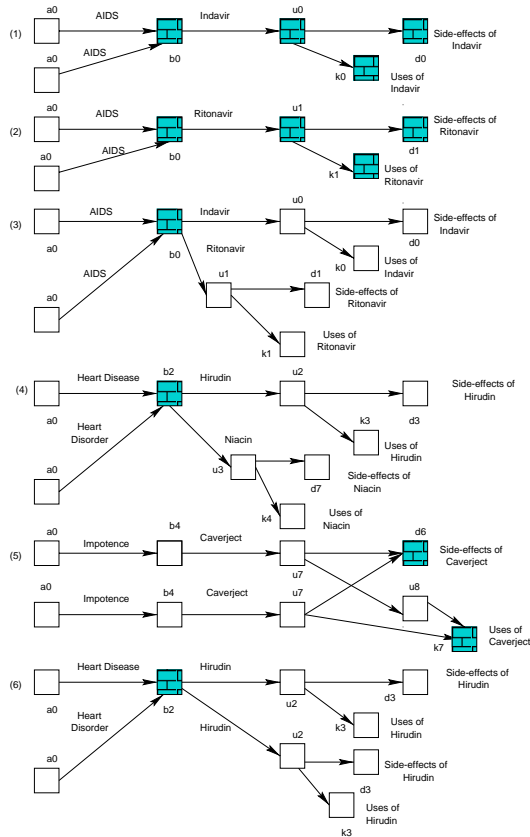 a0
AIDS
Indavir
u0
(1)
Side-effects of
Indavir
AIDS
a0
b0
k0
d0
Uses of
Indavir
a0
AIDS
Ritonavir
u1
(2)
Side-effects of
Ritonavir
AIDS
a0
b0
d1
k1
Uses of
Ritonavir
(3)
AIDS
Indavir
u0
Side-effects of
Indavir
a0
b0
Ritonavir
d0
k0
Uses of
Indavir
AIDS
u1
d1
a0
Side-effects of
Ritonavir
Uses of
Ritonavir
k1
(4)
Heart Disease
b2
Hirudin
u2
Side-effects of
Hirudin
a0
Heart
Disorder
k3
d3
Niacin
Uses of
Hirudin
a0
u3
Side-effects of
Niacin
d7
k4
Uses of
Niacin
a0
b4
d6
(5)
Impotence
Caverject
Side-effects of
Caverject
u7
a0
b4
u7
u8
Impotence
Caverject
Uses of
Caverject
k7
(6)
Heart Disease
Hirudin
Side-effects of
Hirudin
a0
b2
u2
d3
Heart
Disorder
Hirudin
k3
Uses of
Hirudin
u2
a0
Side-effects of
Hirudin
d3
Uses of
Hirudin
k3